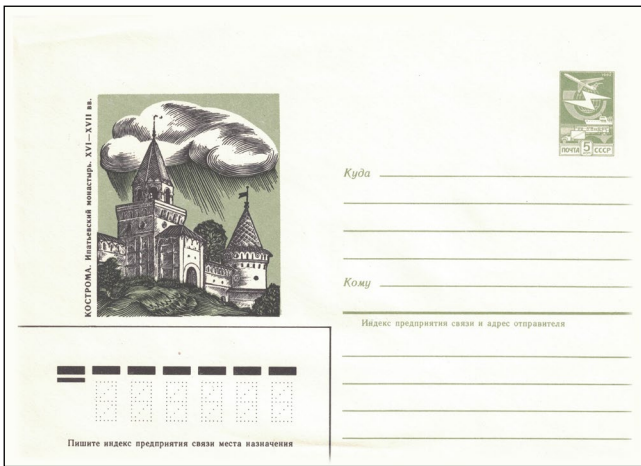 КОСТРОМА. Ипатьевский монастырь. XVI—XVII вв.
ПОЧТА 5 СССР
Куда
Кому
Индекс предприятия связи и адрес отправителя
Пишите индекс предприятия связи места назначения